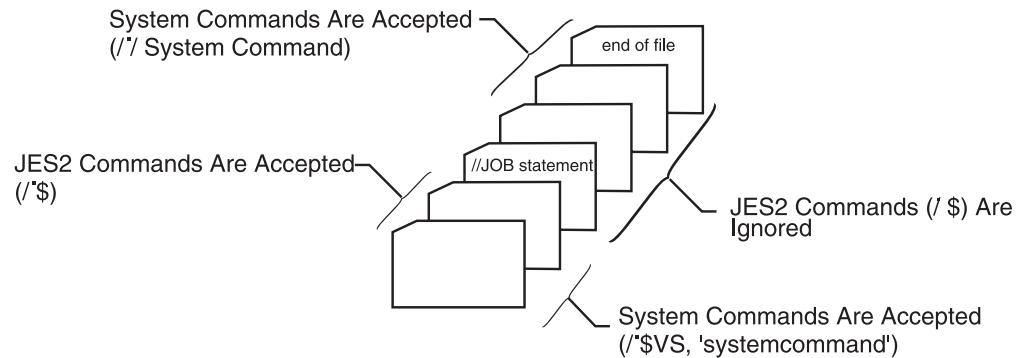 System Commands Are Accepted
(/▪/ System Command)
end of file
JES2 Commands Are Accepted
(/▪$)
//JOB statement
JES2 Commands (/ $) Are
Ignored
System Commands Are Accepted
(/▪$VS, 'systemcommand')